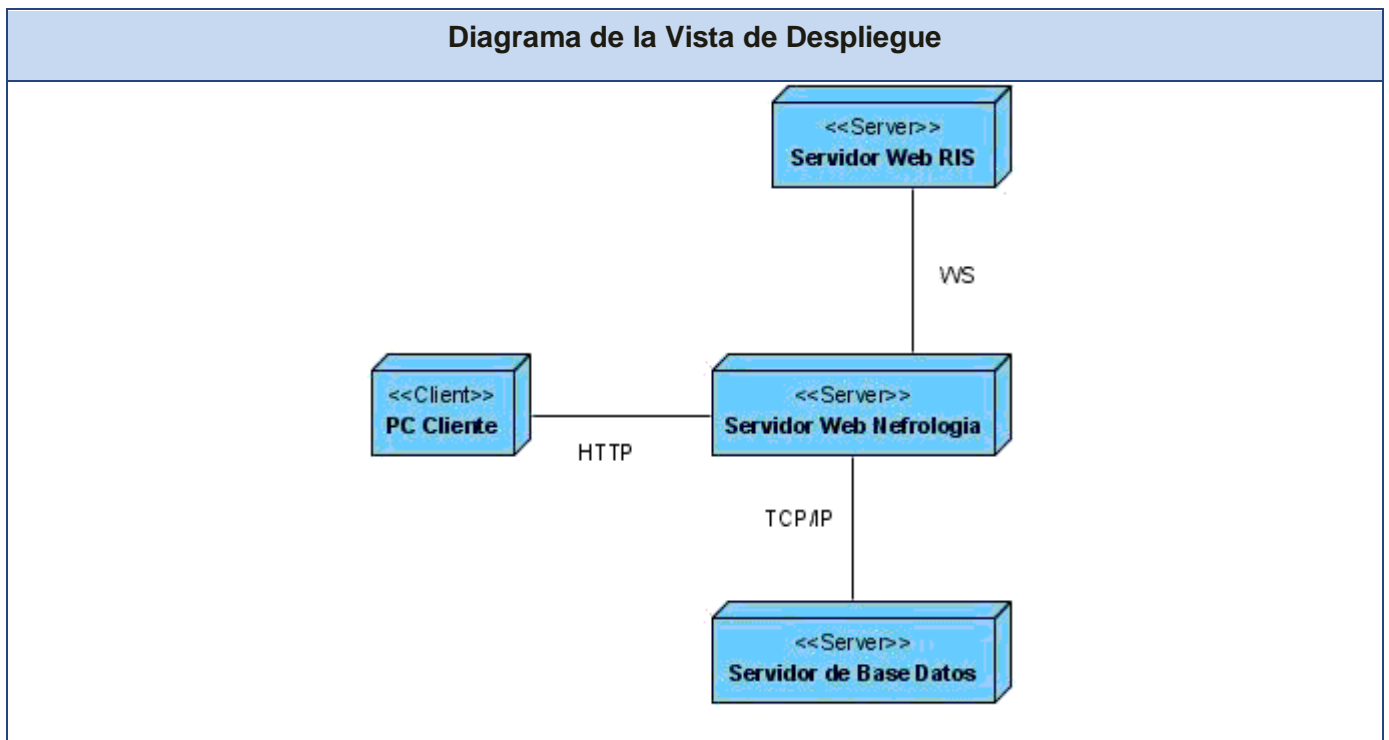 Diagrama de la Vista de Despliegue
<<Server>>
Servidor Web RIS
WS
<<Client>>
PC Cliente
HTTP
<<Server>>
Servidor Web Nefrologia
TCP/IP
<<Server>>
Servidor de Base Datos